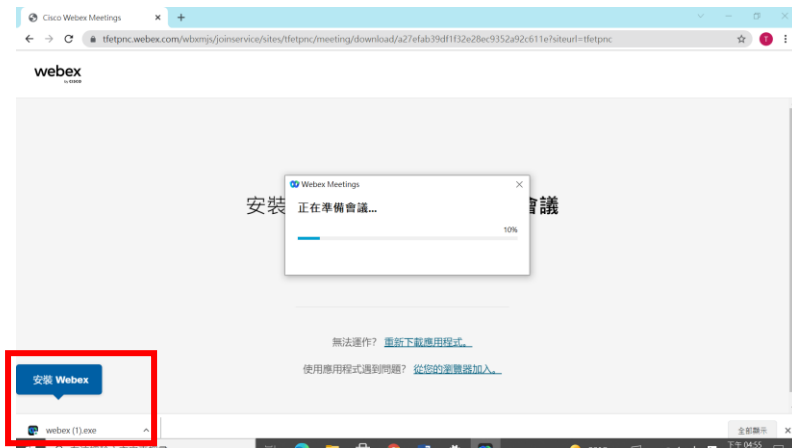 Cisco Webex Meetings
tfetpnc.webex.com/wbxmjs/joinservice/sites/tfetpnc/meeting/download/a27efab39df1f32e28ec9352a92c611e?siteurl=tfetpnc
webex
by CISCO
Webex Meetings
安裝 會議
正在準備會議...
10%
無法運作? 重新下載應用程式。
使用應用程式遇到問題? 從您的瀏覽器加入。
安裝 Webex
webex (1).exe
全部顯示
下午 04:55